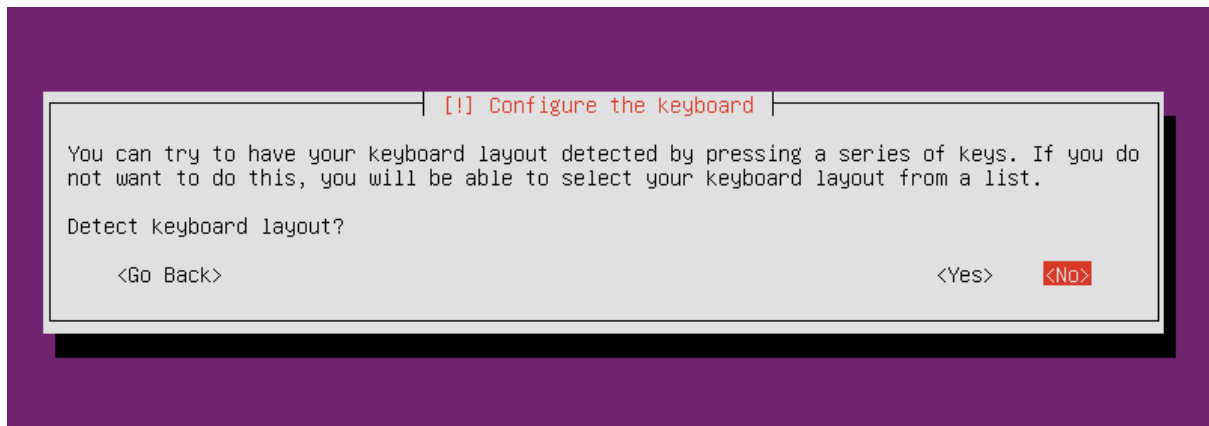 [!] Configure the keyboard
You can try to have your keyboard layout detected by pressing a series of keys. If you do
not want to do this, you will be able to select your keyboard layout from a list.
Detect keyboard layout?
<Go Back> <Yes> <No>